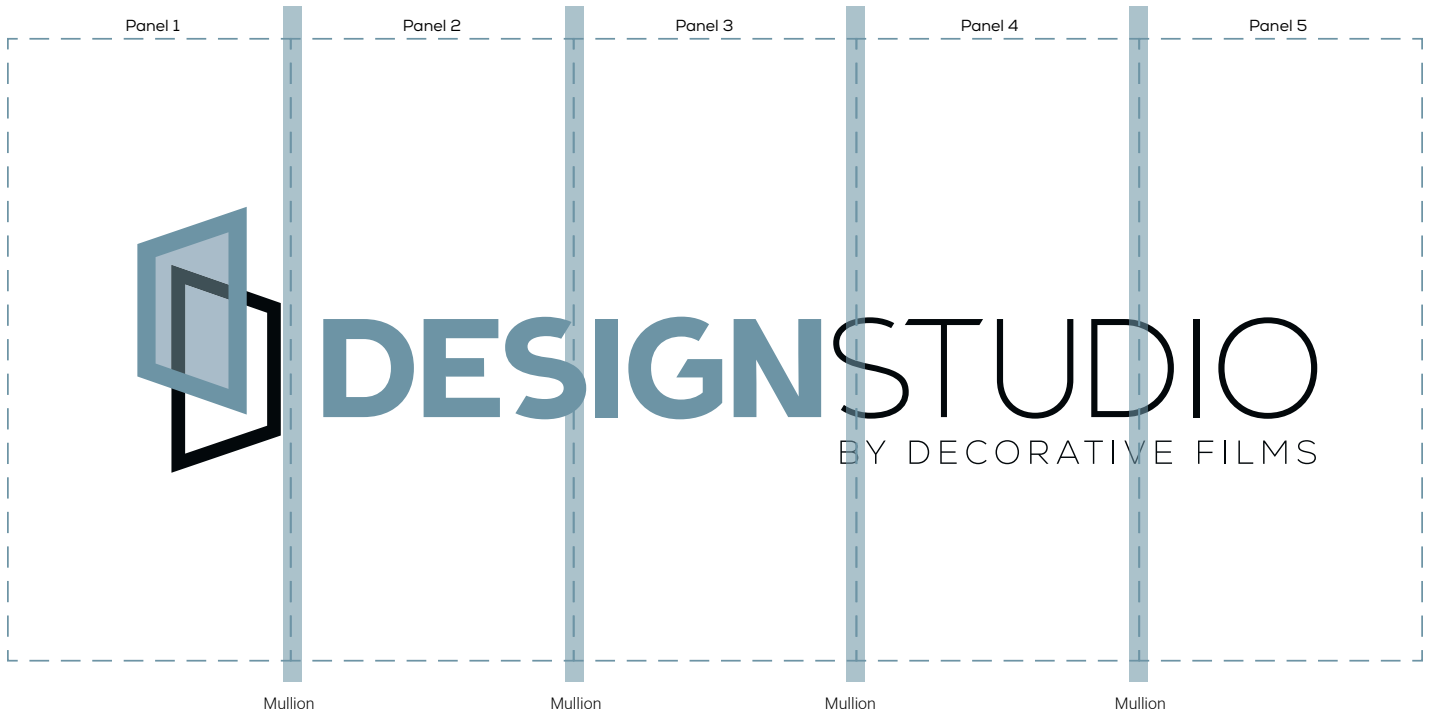 Panel 1 Panel 2 Panel 3 Panel 4 Panel 5
DESIGNSTUDIO
BY DECORATIVE FILMS
Mullion Mullion Mullion Mullion